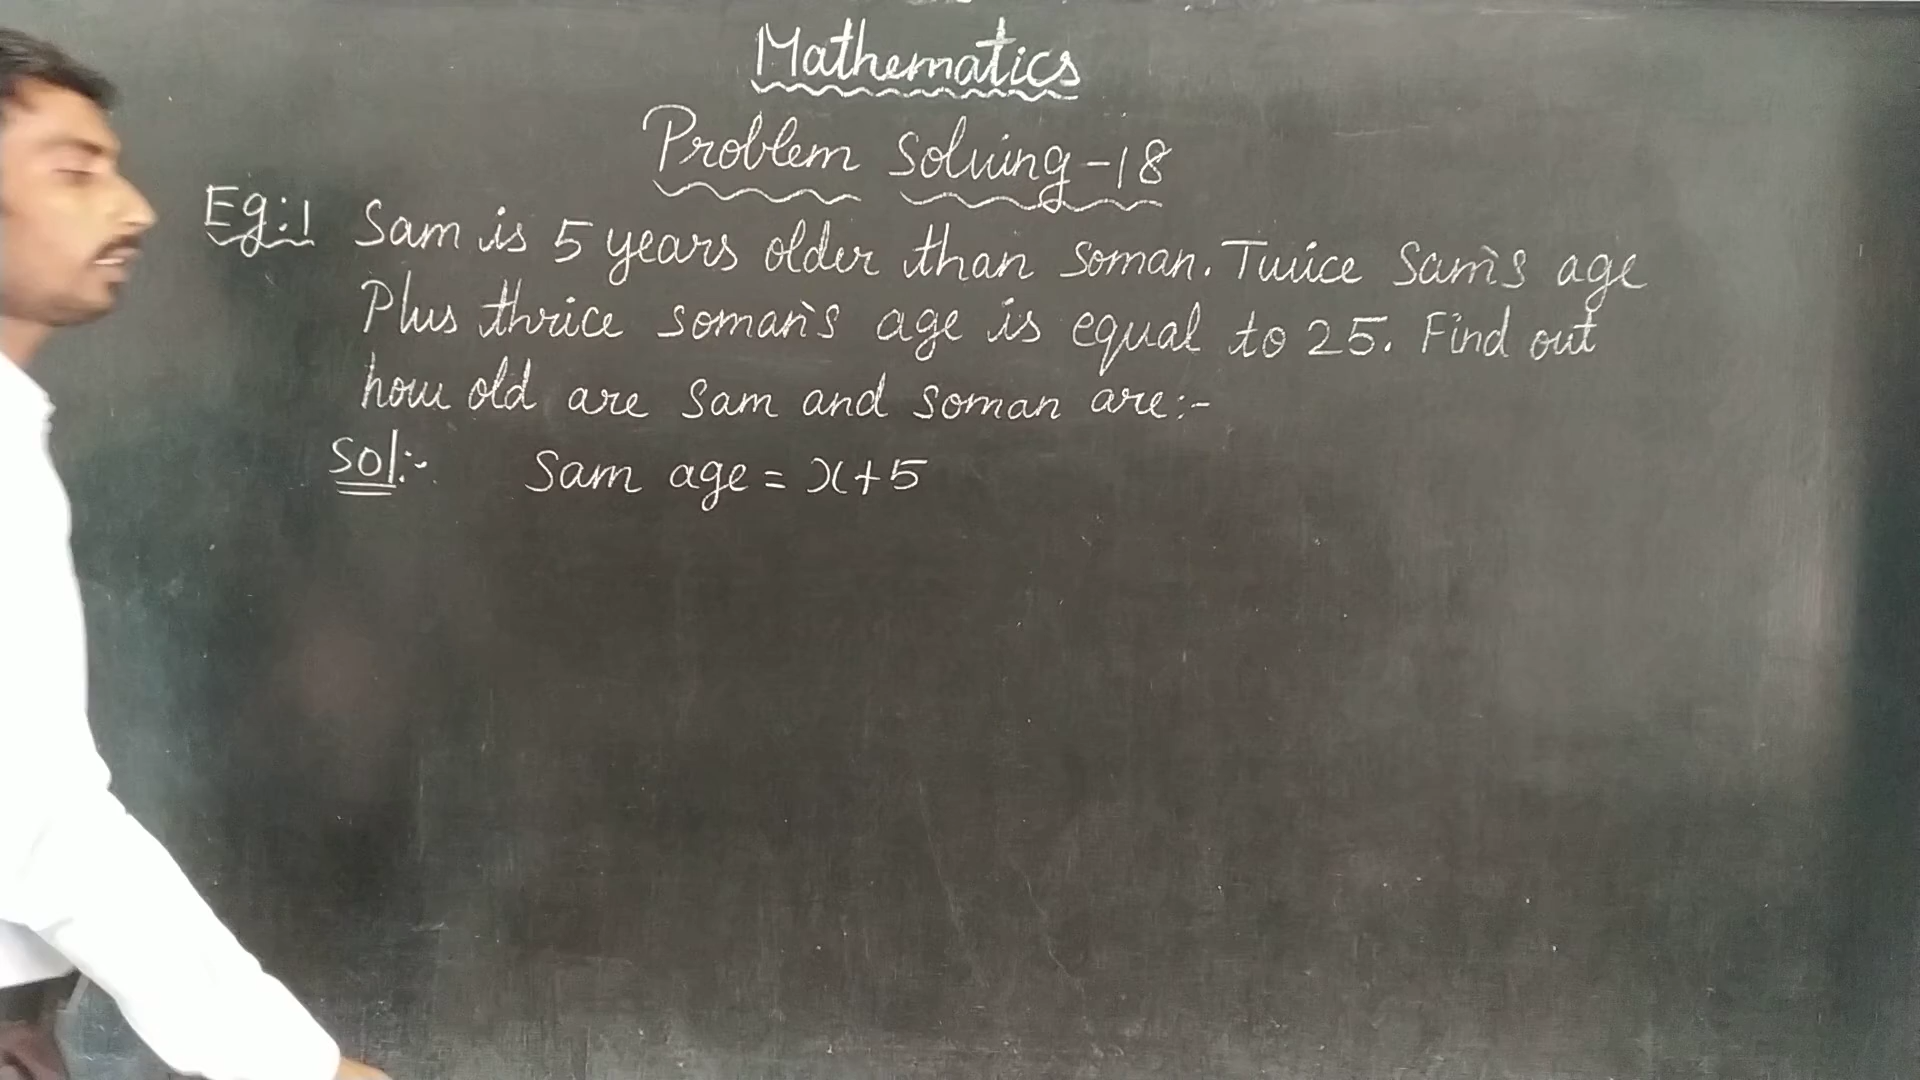 Mathematics
Problem Solving-18
Eg:1 Sam is 5 years older than Soman. Twice Sam's age
Plus thrice soman's age is equal to 25. Find out
how old are Sam and Soman are:-
Sol:- Sam age = x+5